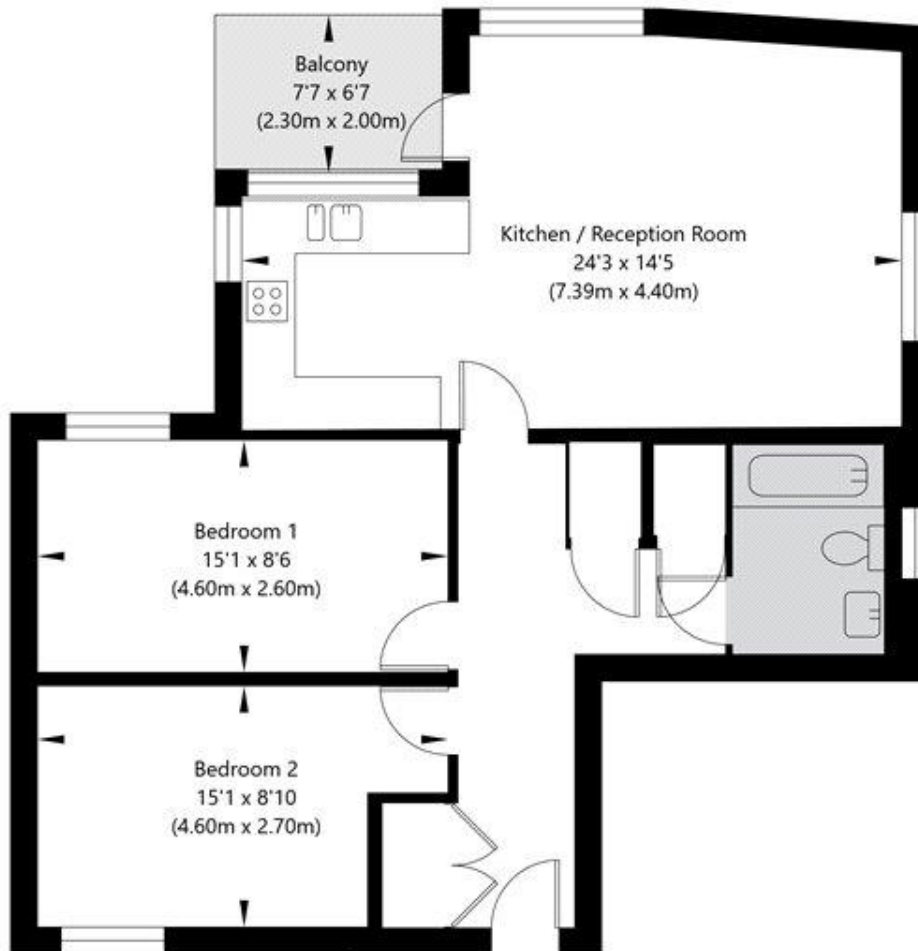 Balcony
7'7 x 6'7
(2.30m x 2.00m)
Kitchen / Reception Room
24'3 x 14'5
(7.39m x 4.40m)
Bedroom 1
15'1 x 8'6
(4.60m x 2.60m)
Bedroom 2
15'1 x 8'10
(4.60m x 2.70m)